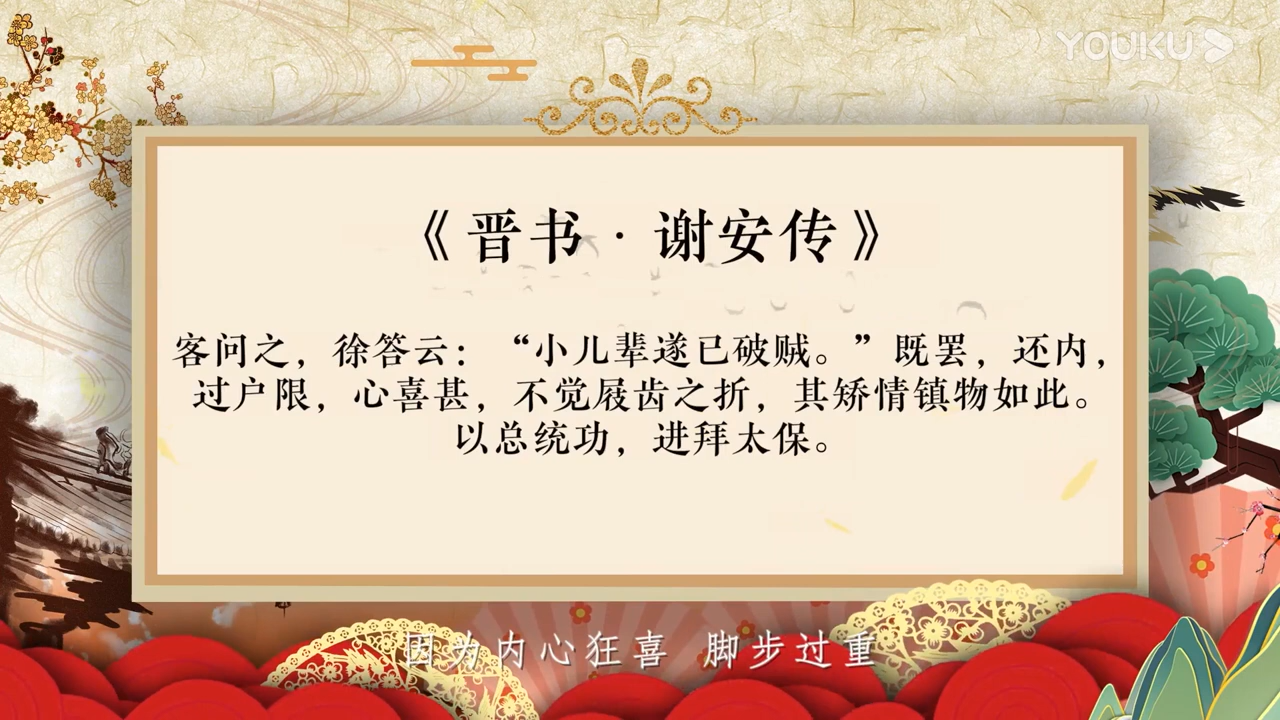 YOUKU
《晋书·谢安传》
客问之，徐答云：“小儿辈遂已破贼。”既罢，还内，
过户限，心喜甚，不觉屐齿之折，其矫情镇物如此。
以总统功，进拜太保。
因为内心狂喜 脚步过重